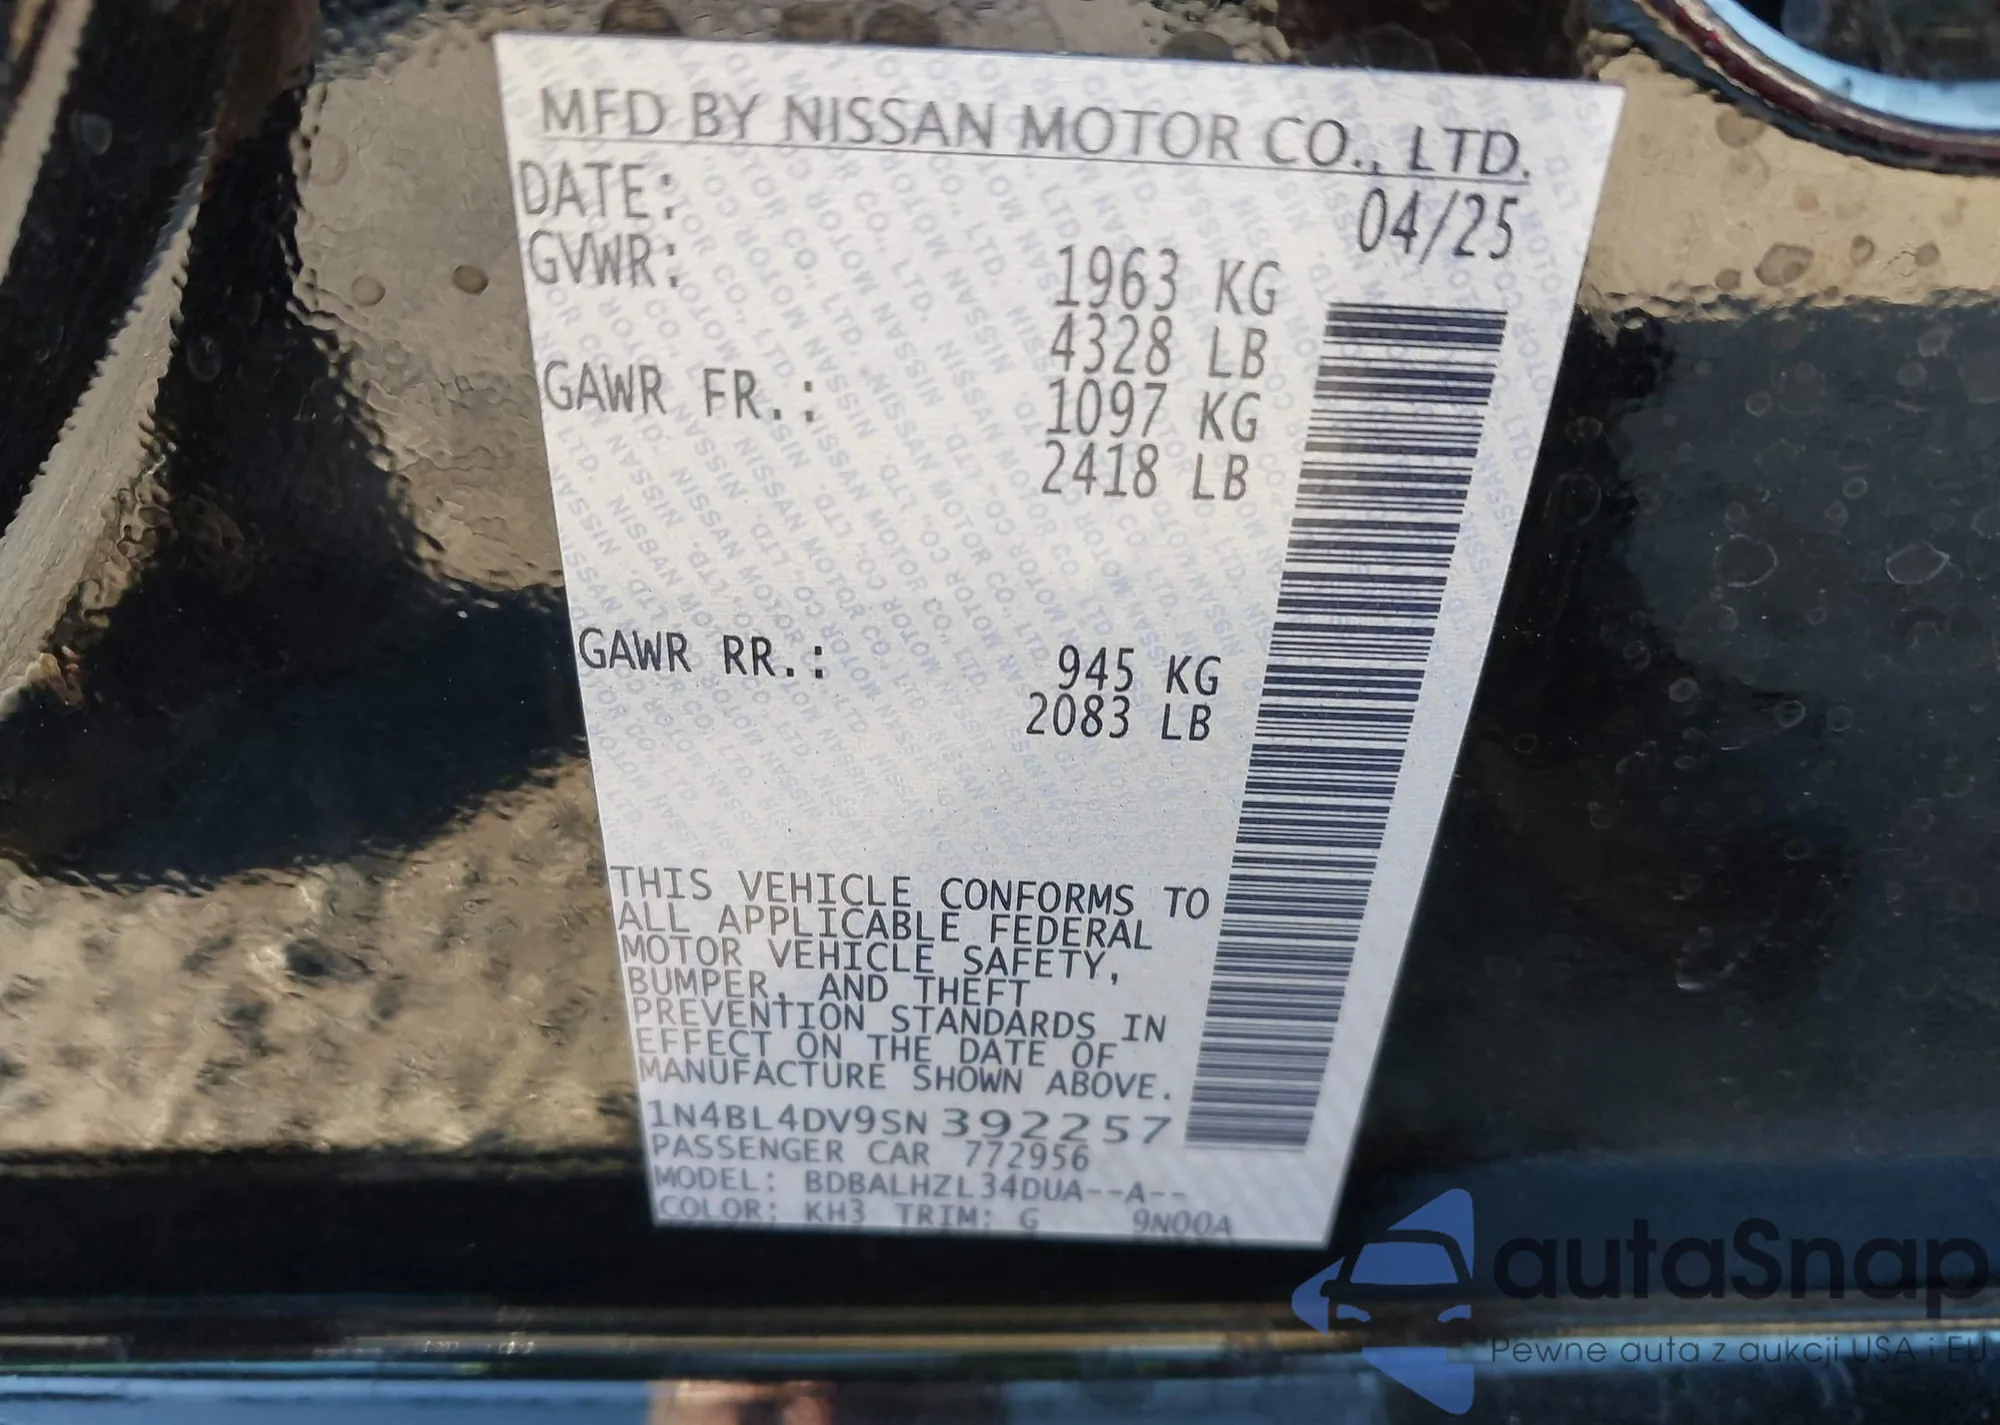 MFD BY NISSAN MOTOR CO., LTD.
DATE: 04/25
GVWR: 1963 KG
4328 LB
GAWR FR.: 1097 KG
2418 LB
GAWR RR.: 945 KG
2083 LB
THIS VEHICLE CONFORMS TO
ALL APPLICABLE FEDERAL
MOTOR VEHICLE SAFETY,
BUMPER, AND THEFT
PREVENTION STANDARDS IN
EFFECT ON THE DATE OF
MANUFACTURE SHOWN ABOVE.
1N4BL4DV9SN392257
PASSENGER CAR 772956
MODEL: BDBALHZL34DUA--A--
COLOR: KH3 TRIM: G 9N00A
autaSnap
Pewne auta z aukcji USA i EU